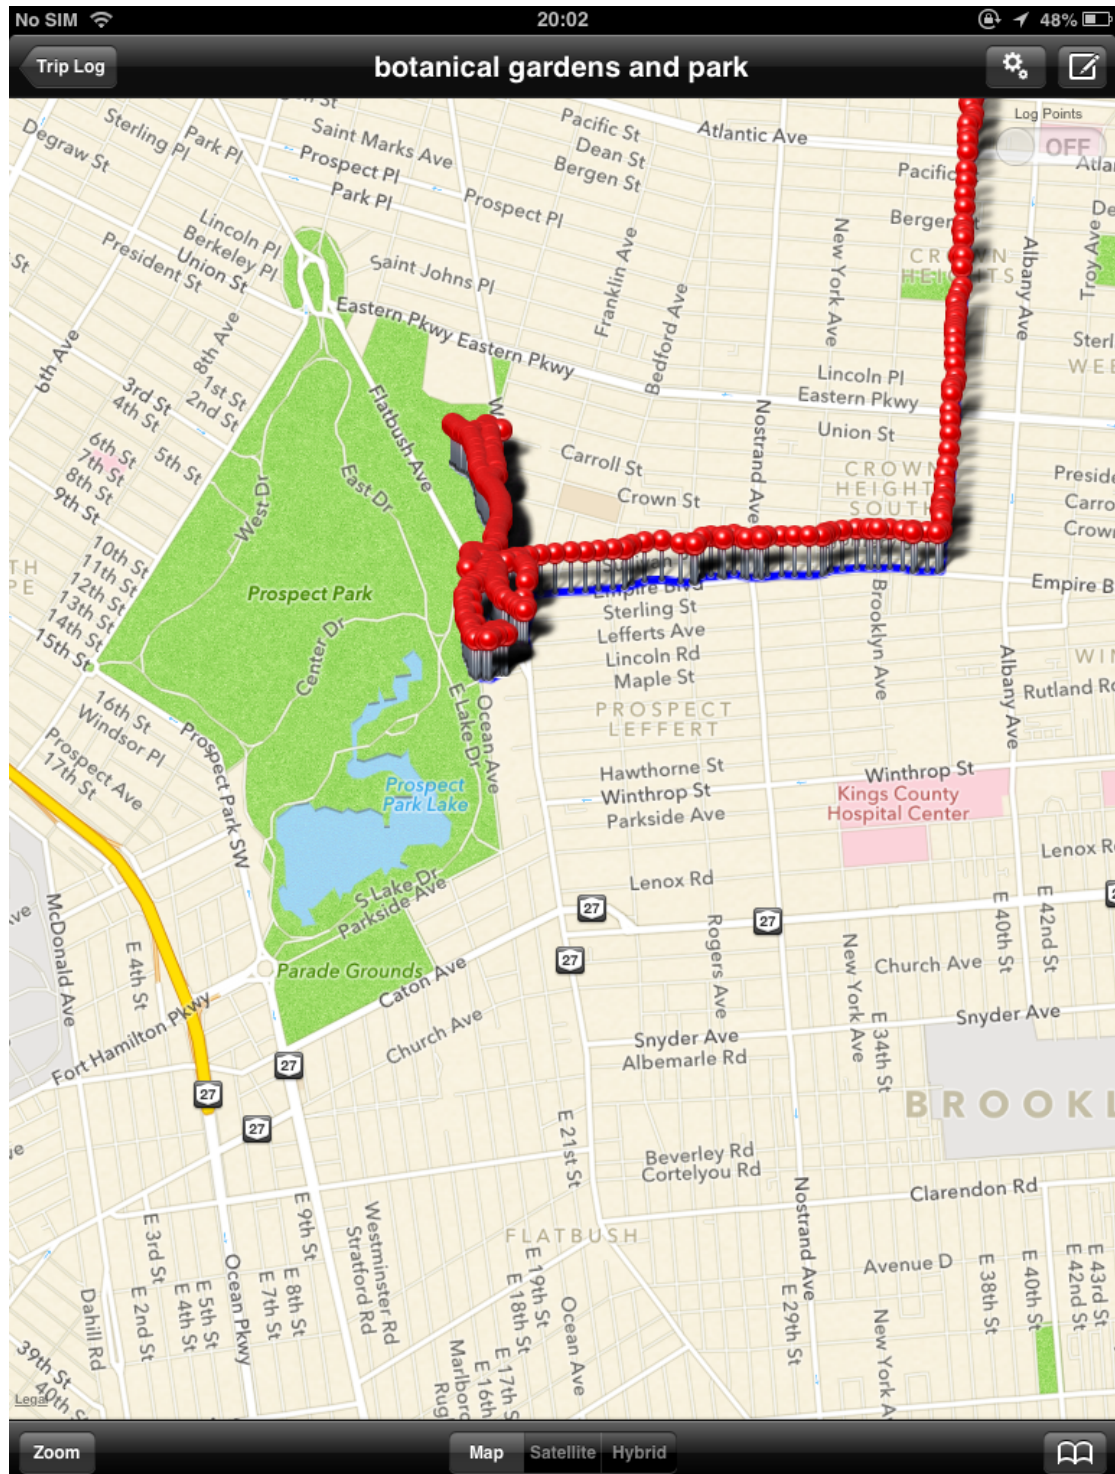 No SIM
20:02
48%
Trip Log
botanical gardens and park
Log Points
OFF
Degraw St
Sterling Pl
Park Pl
Saint Marks Ave
Prospect Pl
Park Pl
Prospect Pl
Pacific St
Dean St
Bergen St
Atlantic Ave
Pacific
Bergen St
Lincoln Pl
Berkeley Pl
Union St
President St
Saint Johns Pl
Eastern Pkwy
Eastern Pkwy
Franklin Ave
Bedford Ave
New York Ave
CROWN
HEIGHTS
Albany Ave
Troy Ave
6th Ave
8th Ave
1st St
2nd St
3rd St
4th St
5th St
6th St
7th St
8th St
9th St
10th St
11th St
12th St
13th St
14th St
15th St
Flatbush Ave
West Dr
East Dr
Lincoln Pl
Eastern Pkwy
Union St
Nostrand Ave
Carroll St
Crown St
CROWN
HEIGHTS
SOUTH
Prospect Park
Center Dr
Empire Blvd
Sterling St
Lefferts Ave
Lincoln Rd
Maple St
Brooklyn Ave
Empire B
Albany Ave
Rutland Rd
PROSPECT
LEFFERT
16th St
Windsor Pl
Prospect Ave
17th St
Prospect Park SW
E Lake Dr
Ocean Ave
Prospect
Park Lake
Hawthorne St
Winthrop St
Parkside Ave
Winthrop St
Kings County
Hospital Center
Lenox Rd
Lenox Rd
S Lake Dr
Parkside Ave
Parade Grounds
Caton Ave
27
27
27
27
27
27
McDonald Ave
E 4th St
Fort Hamilton Pkwy
Church Ave
Rogers Ave
New York Ave
Church Ave
E 40th St
E 42nd St
Snyder Ave
Snyder Ave
Albemarle Rd
E 34th St
BROOKL
E 21st St
Beverley Rd
Cortelyou Rd
Nostrand Ave
Clarendon Rd
FLATBUSH
E 9th St
Westminster Rd
Stratford Rd
E 3rd St
E 2nd St
E 4th St
E 5th St
Ocean Pkwy
E 7th St
E 8th St
Dahill Rd
39th St
40th St
E 19th St
E 18th St
E 17th S
E 16th
Marlboro
Rug
Ocean Ave
E 29th St
Avenue D
New York A
E 38th St
E 40th St
E 42nd St
E 43rd St
Legal
Zoom
Map
Satellite
Hybrid